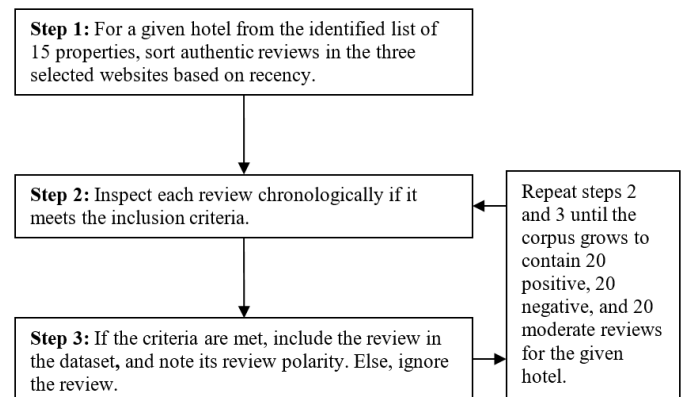 Step 1: For a given hotel from the identified list of
15 properties, sort authentic reviews in the three
selected websites based on recency.
Step 2: Inspect each review chronologically if it
meets the inclusion criteria.
Repeat steps 2
and 3 until the
corpus grows to
contain 20
positive, 20
negative, and 20
moderate reviews
for the given
hotel.
Step 3: If the criteria are met, include the review in
the dataset, and note its review polarity. Else, ignore
the review.